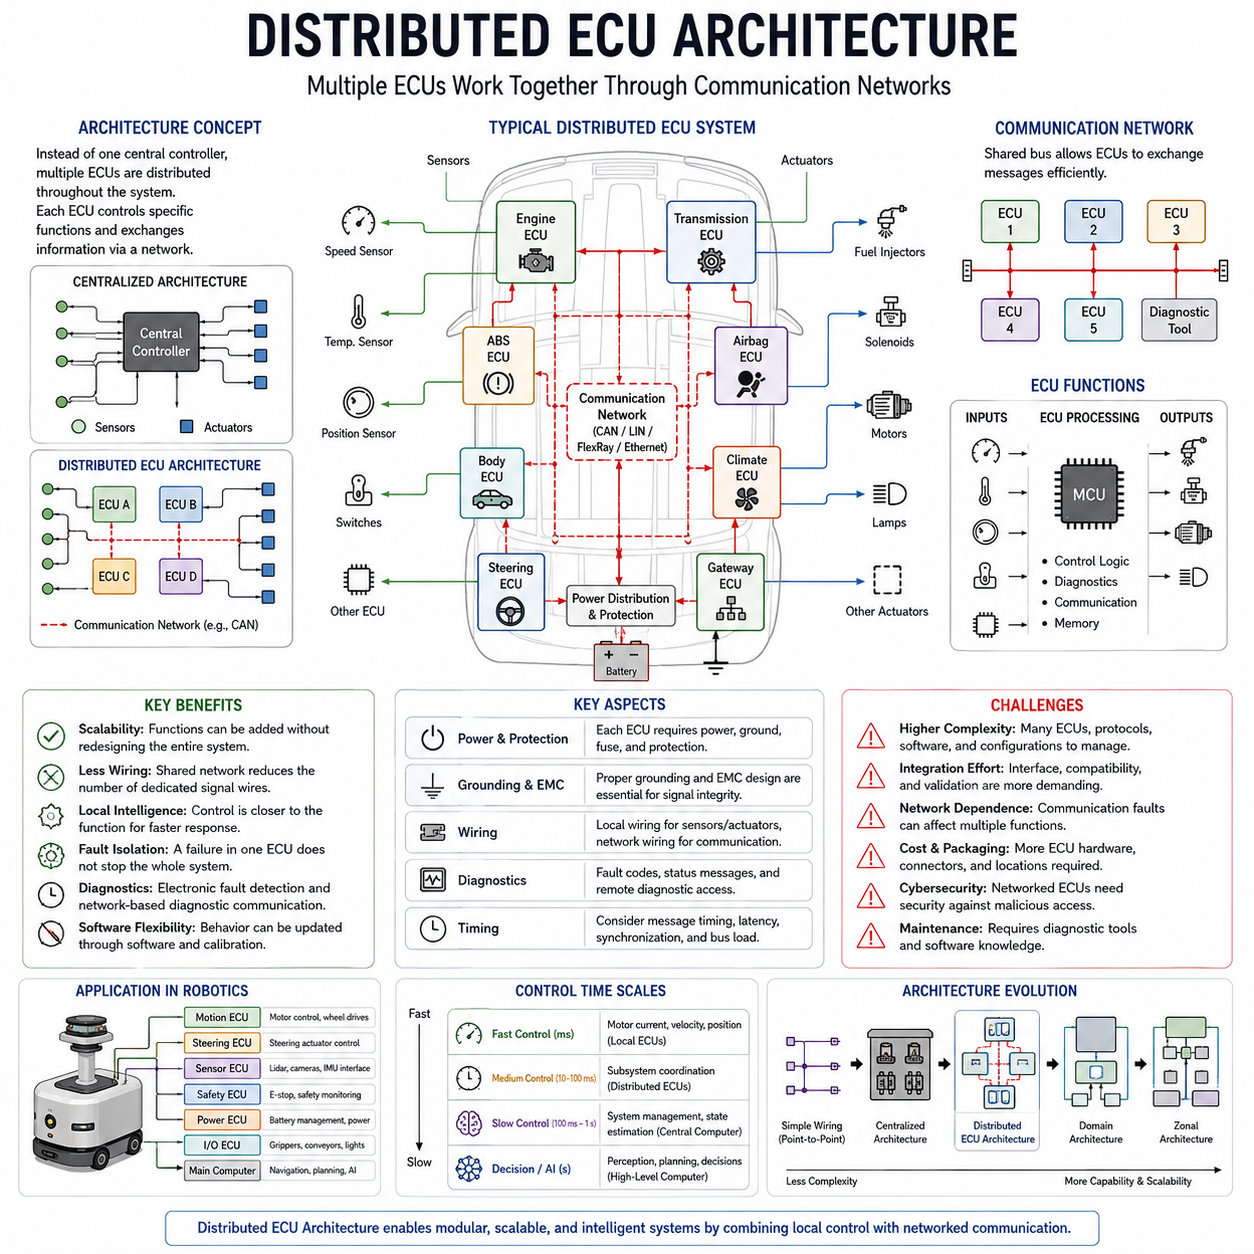 DISTRIBUTED ECU ARCHITECTURE
Multiple ECUs Work Together Through Communication Networks
ARCHITECTURE CONCEPT
Instead of one central controller,
multiple ECUs are distributed
throughout the system.
Each ECU controls specific
functions and exchanges
information via a network.
CENTRALIZED ARCHITECTURE
Central
Controller
Sensors
Actuators
DISTRIBUTED ECU ARCHITECTURE
ECU A
ECU B
ECU C
ECU D
Communication Network (e.g., CAN)
TYPICAL DISTRIBUTED ECU SYSTEM
Sensors
Actuators
Speed Sensor
Temp. Sensor
Position Sensor
Switches
Other ECU
Engine
ECU
Transmission
ECU
ABS
ECU
Airbag
ECU
Communication
Network
(CAN / LIN /
FlexRay / Ethernet)
Body
ECU
Climate
ECU
Steering
ECU
Gateway
ECU
Power Distribution
& Protection
+ −
Battery
Fuel Injectors
Solenoids
Motors
Lamps
Other Actuators
COMMUNICATION NETWORK
Shared bus allows ECUs to exchange
messages efficiently.
ECU
1
ECU
2
ECU
3
ECU
4
ECU
5
Diagnostic
Tool
ECU FUNCTIONS
INPUTS
ECU PROCESSING
OUTPUTS
MCU
• Control Logic
• Diagnostics
• Communication
• Memory
KEY BENEFITS
Scalability: Functions can be added without
redesigning the entire system.
Less Wiring: Shared network reduces the
number of dedicated signal wires.
Local Intelligence: Control is closer to the
function for faster response.
Fault Isolation: A failure in one ECU does
not stop the whole system.
Diagnostics: Electronic fault detection and
network-based diagnostic communication.
Software Flexibility: Behavior can be updated
through software and calibration.
KEY ASPECTS
Power & Protection
Each ECU requires power, ground,
fuse, and protection.
Grounding & EMC
Proper grounding and EMC design are
essential for signal integrity.
Wiring
Local wiring for sensors/actuators,
network wiring for communication.
Diagnostics
Fault codes, status messages, and
remote diagnostic access.
Timing
Consider message timing, latency,
synchronization, and bus load.
CHALLENGES
Higher Complexity: Many ECUs, protocols,
software, and configurations to manage.
Integration Effort: Interface, compatibility,
and validation are more demanding.
Network Dependence: Communication faults
can affect multiple functions.
Cost & Packaging: More ECU hardware,
connectors, and locations required.
Cybersecurity: Networked ECUs need
security against malicious access.
Maintenance: Requires diagnostic tools
and software knowledge.
APPLICATION IN ROBOTICS
Motion ECU
Motor control, wheel drives
Steering ECU
Steering actuator control
Sensor ECU
Lidar, cameras, IMU interface
Safety ECU
E-stop, safety monitoring
Power ECU
Battery management, power
I/O ECU
Grippers, conveyors, lights
Main Computer
Navigation, planning, AI
CONTROL TIME SCALES
Fast
Slow
Fast Control (ms)
Motor current, velocity, position
(Local ECUs)
Medium Control (10–100 ms)
Subsystem coordination
(Distributed ECUs)
Slow Control (100 ms – 1 s)
System management, state
estimation (Central Computer)
Decision / AI (s)
Perception, planning, decisions
(High-Level Computer)
ARCHITECTURE EVOLUTION
Simple Wiring
(Point-to-Point)
Centralized
Architecture
Distributed
ECU Architecture
Domain
Architecture
Zonal
Architecture
Less Complexity
More Capability & Scalability
Distributed ECU Architecture enables modular, scalable, and intelligent systems by combining local control with networked communication.